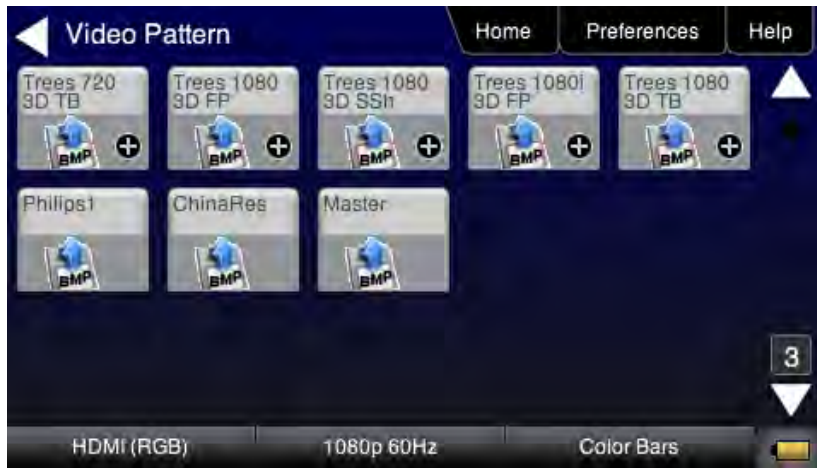 Video Pattern
Home
Preferences
Help
Trees 720
3D TB
BMP
Trees 1080
3D FP
BMP
Trees 1080
3D SSh
BMP
Trees 1080i
3D FP
BMP
Trees 1080
3D TB
BMP
Philips1
BMP
ChinaRes
BMP
Master
BMP
3
HDMI (RGB)
1080p 60Hz
Color Bars